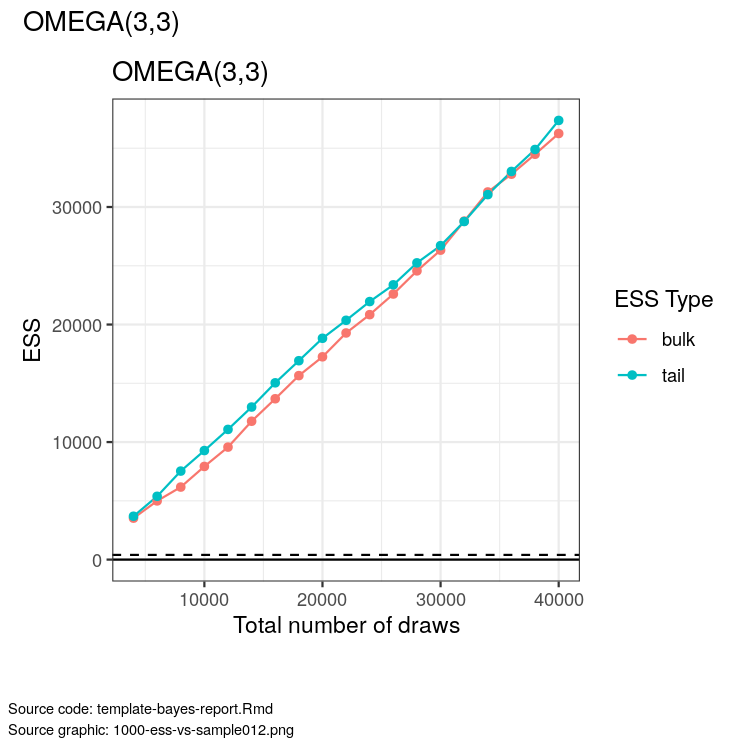 OMEGA(3,3)
OMEGA(3,3)
ESS
30000
20000
10000
0
10000 20000 30000 40000
Total number of draws
ESS Type
bulk
tail
Source code: template-bayes-report.Rmd
Source graphic: 1000-ess-vs-sample012.png